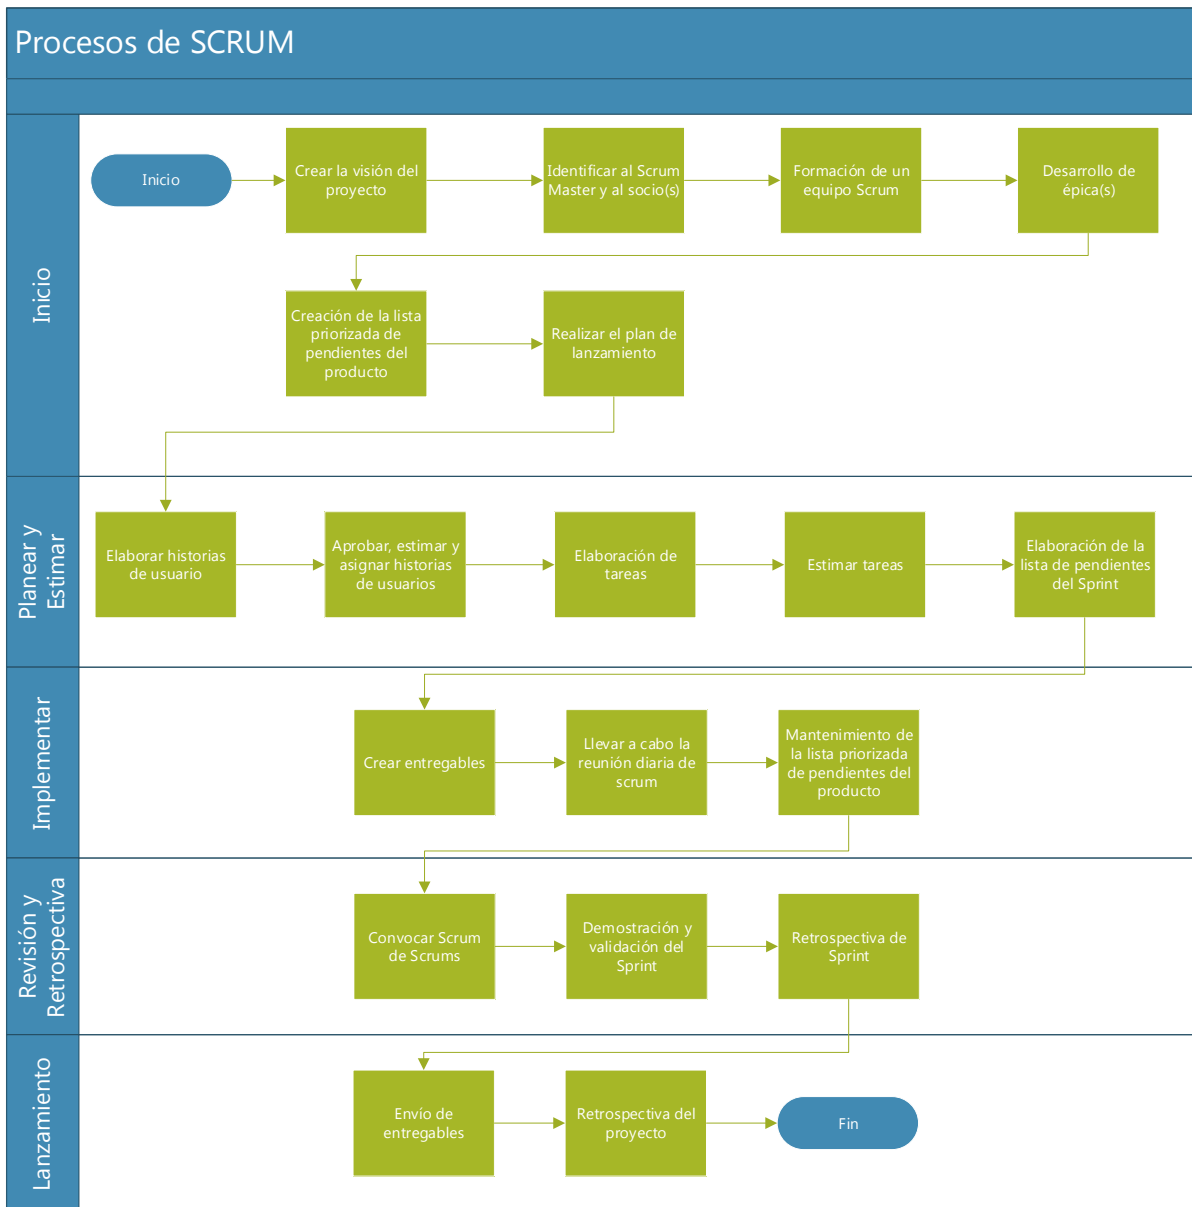 Procesos de SCRUM
Inicio
Inicio
Crear la visión del
proyecto
Identificar al Scrum
Master y al socio(s)
Formación de un
equipo Scrum
Desarrollo de
épica(s)
Creación de la lista
priorizada de
pendientes del
producto
Realizar el plan de
lanzamiento
Planear y
Estimar
Elaborar historias
de usuario
Aprobar, estimar y
asignar historias
de usuarios
Elaboración de
tareas
Estimar tareas
Elaboración de la
lista de pendientes
del Sprint
Implementar
Crear entregables
Llevar a cabo la
reunión diaria de
scrum
Mantenimiento de
la lista priorizada
de pendientes del
producto
Revisión y
Retrospectiva
Convocar Scrum
de Scrums
Demostración y
validación del
Sprint
Retrospectiva de
Sprint
Lanzamiento
Envío de
entregables
Retrospectiva del
proyecto
Fin